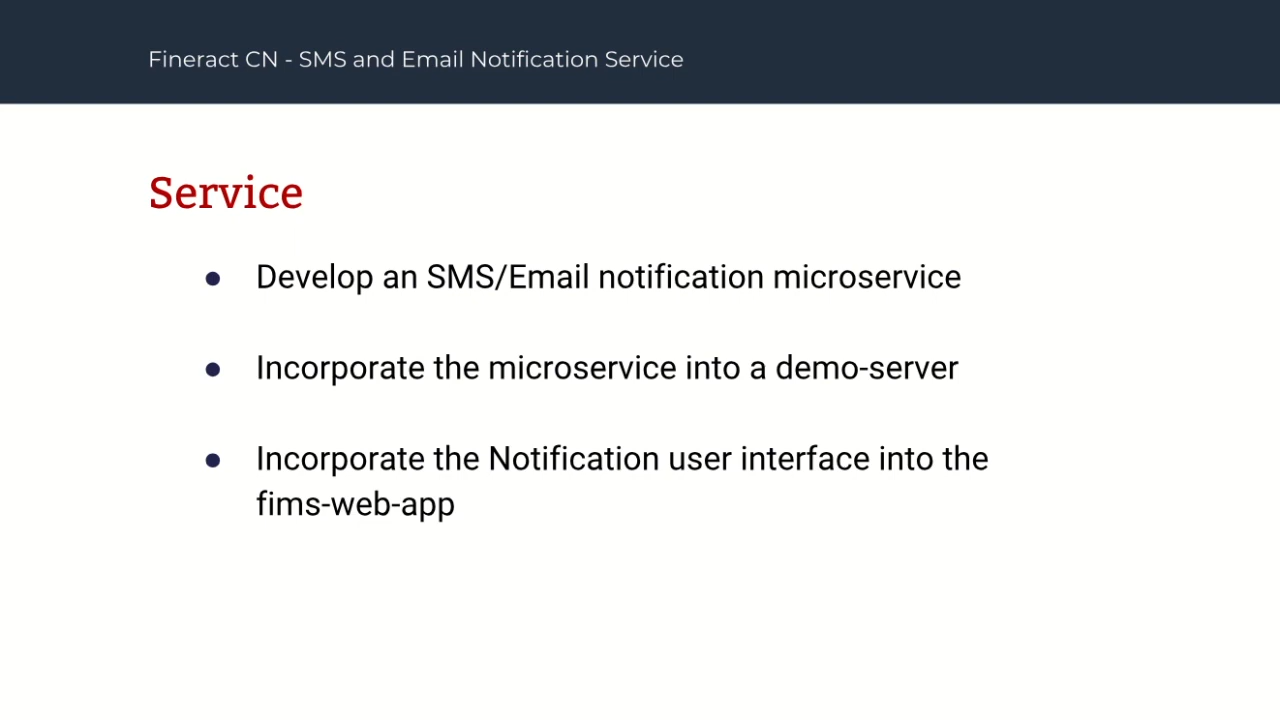 Fineract CN - SMS and Email Notification Service
Service
● Develop an SMS/Email notification microservice
● Incorporate the microservice into a demo-server
● Incorporate the Notification user interface into the
fims-web-app